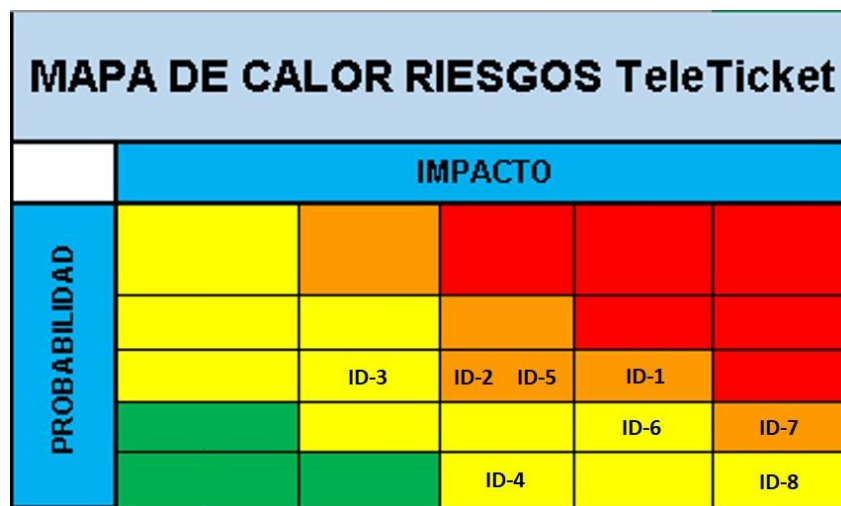 MAPA DE CALOR RIESGOS TeleTicket
IMPACTO
PROBABILIDAD
ID-3 ID-2 ID-5 ID-1
ID-6 ID-7
ID-4 ID-8